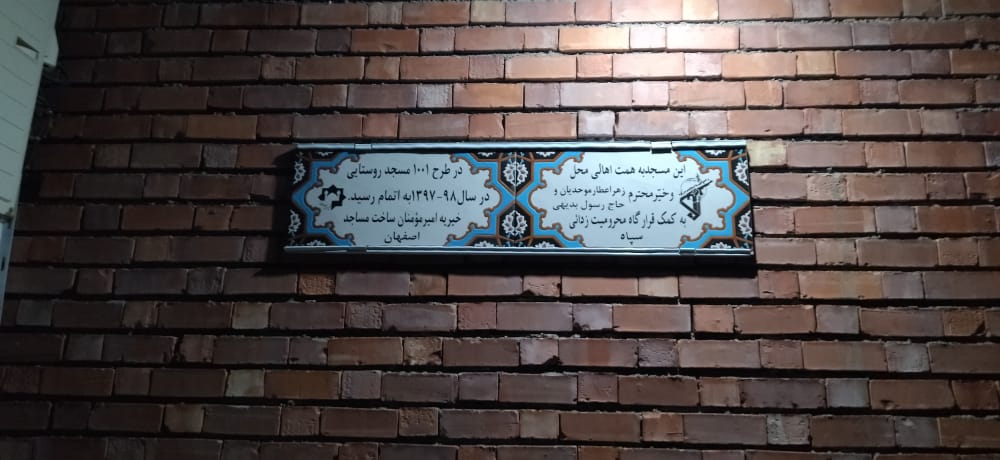 این مسجد به همت اهالی محل
وخیر محترم زهرا عطار موحدیان و
حاج رسول بدیهی
به کمک قرارگاه محرومیت زدائی
سپاه
در طرح ۱۰۰۱ مسجد روستایی
در سال ۹۸-۱۳۹۷ به اتمام رسید.
خیریه امیرمؤمنان ساخت مساجد
اصفهان